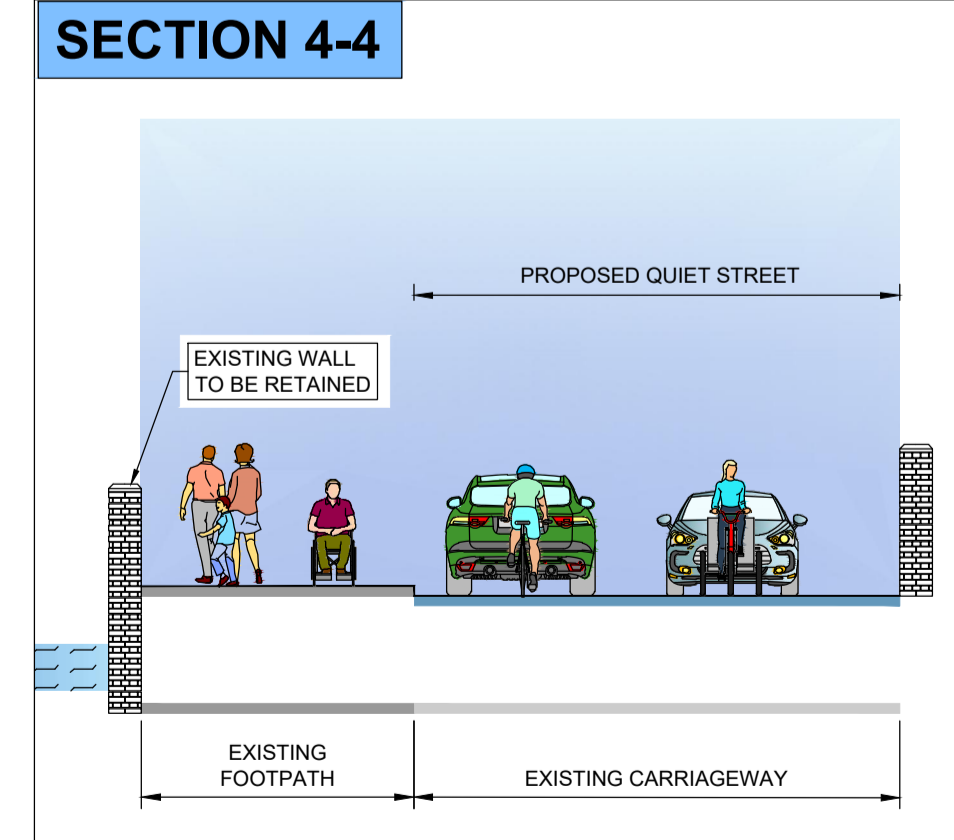 SECTION 4-4
PROPOSED QUIET STREET
EXISTING WALL
TO BE RETAINED
EXISTING
FOOTPATH
EXISTING CARRIAGEWAY